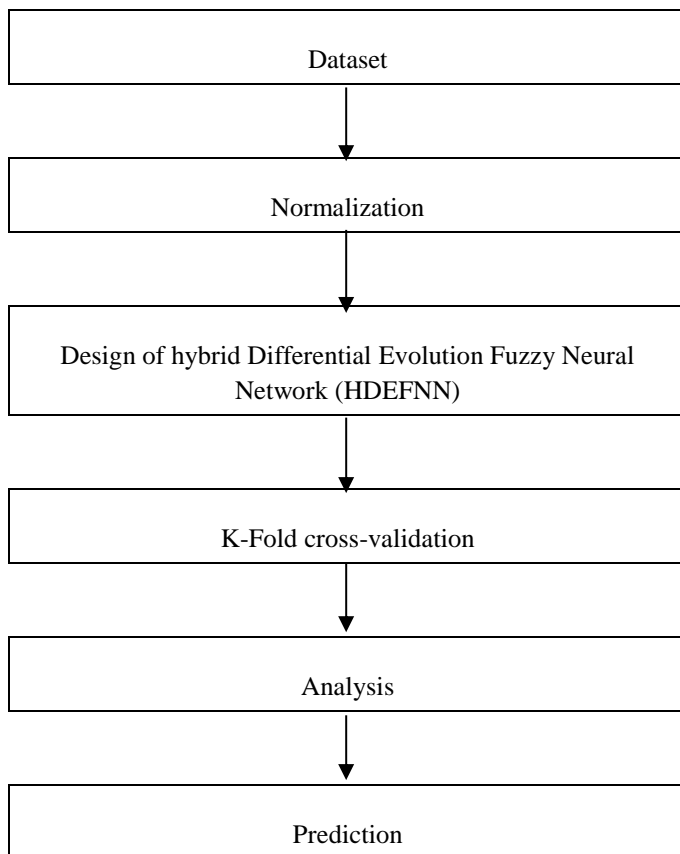 Dataset
Normalization
Design of hybrid Differential Evolution Fuzzy Neural
Network (HDEFNN)
K-Fold cross-validation
Analysis
Prediction